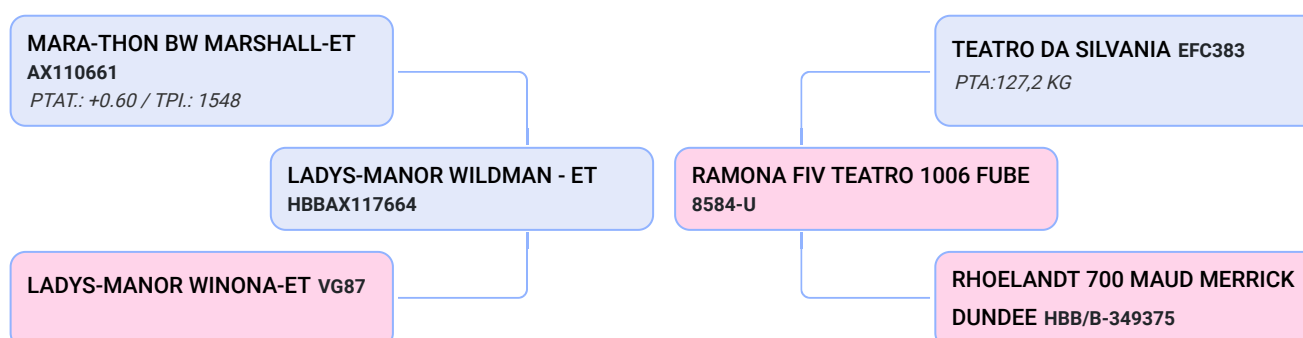 MARA-THON BW MARSHALL-ET
AX110661
PTAT.: +0.60 / TPI.: 1548
TEATRO DA SILVANIA EFC383
PTA:127,2 KG
LADYS-MANOR WILDMAN - ET
HBBAX117664
RAMONA FIV TEATRO 1006 FUBE
8584-U
LADYS-MANOR WINONA-ET VG87
RHOELANDT 700 MAUD MERRICK
DUNDEE HBB/B-349375